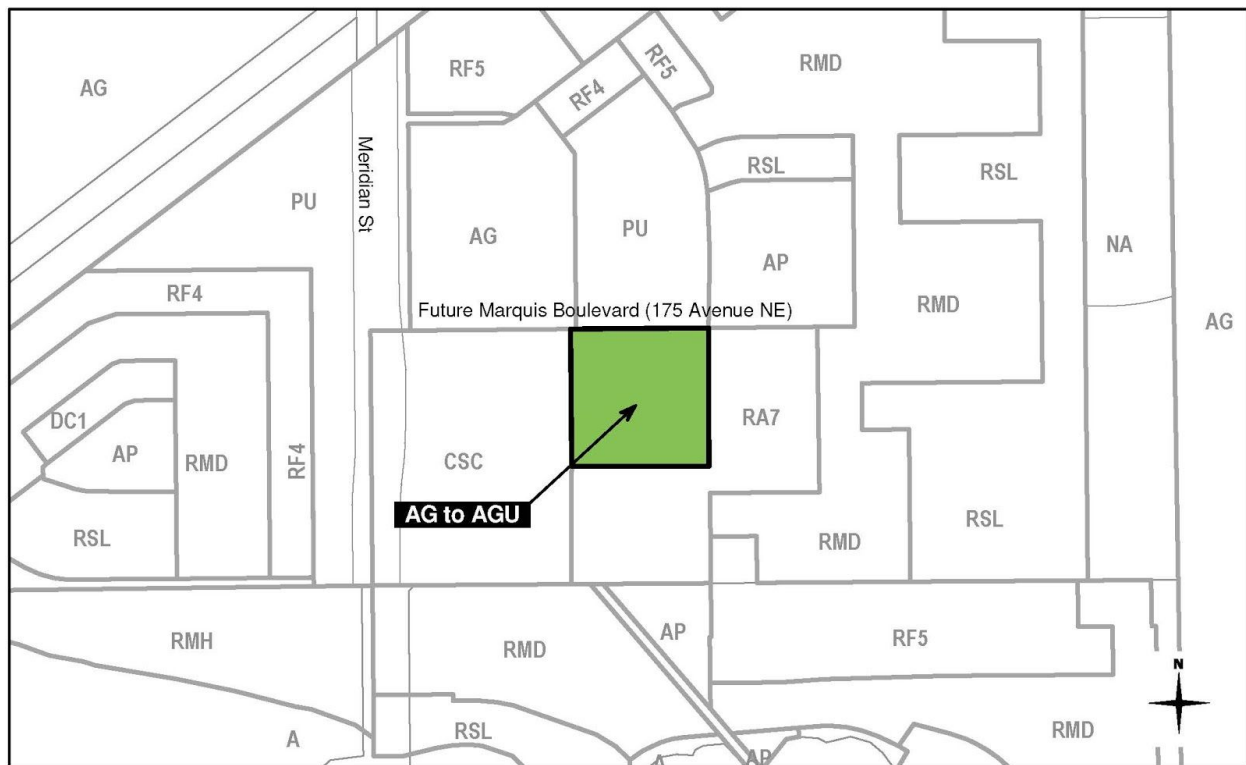 AG
RF5
RF5
RMD
RF4
Meridian St
RSL
RSL
PU
AG
PU
AP
NA
RF4
Future Marquis Boulevard (175 Avenue NE)
RMD
AG
DC1
AP
RMD
RF4
CSC
RA7
AG to AGU
RSL
RSL
RMD
RMH
RMD
AP
RF5
N
A
RSL
A
AP
RMD